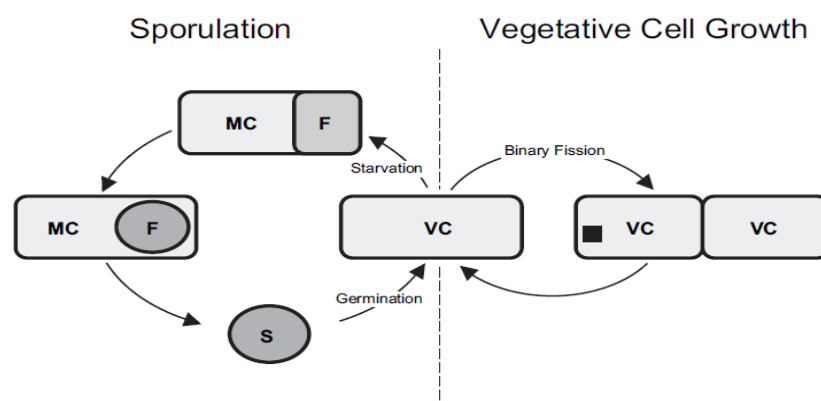 Sporulation
Vegetative Cell Growth
MC
F
Binary Fission
Starvation
MC
F
VC
VC
VC
Germination
S